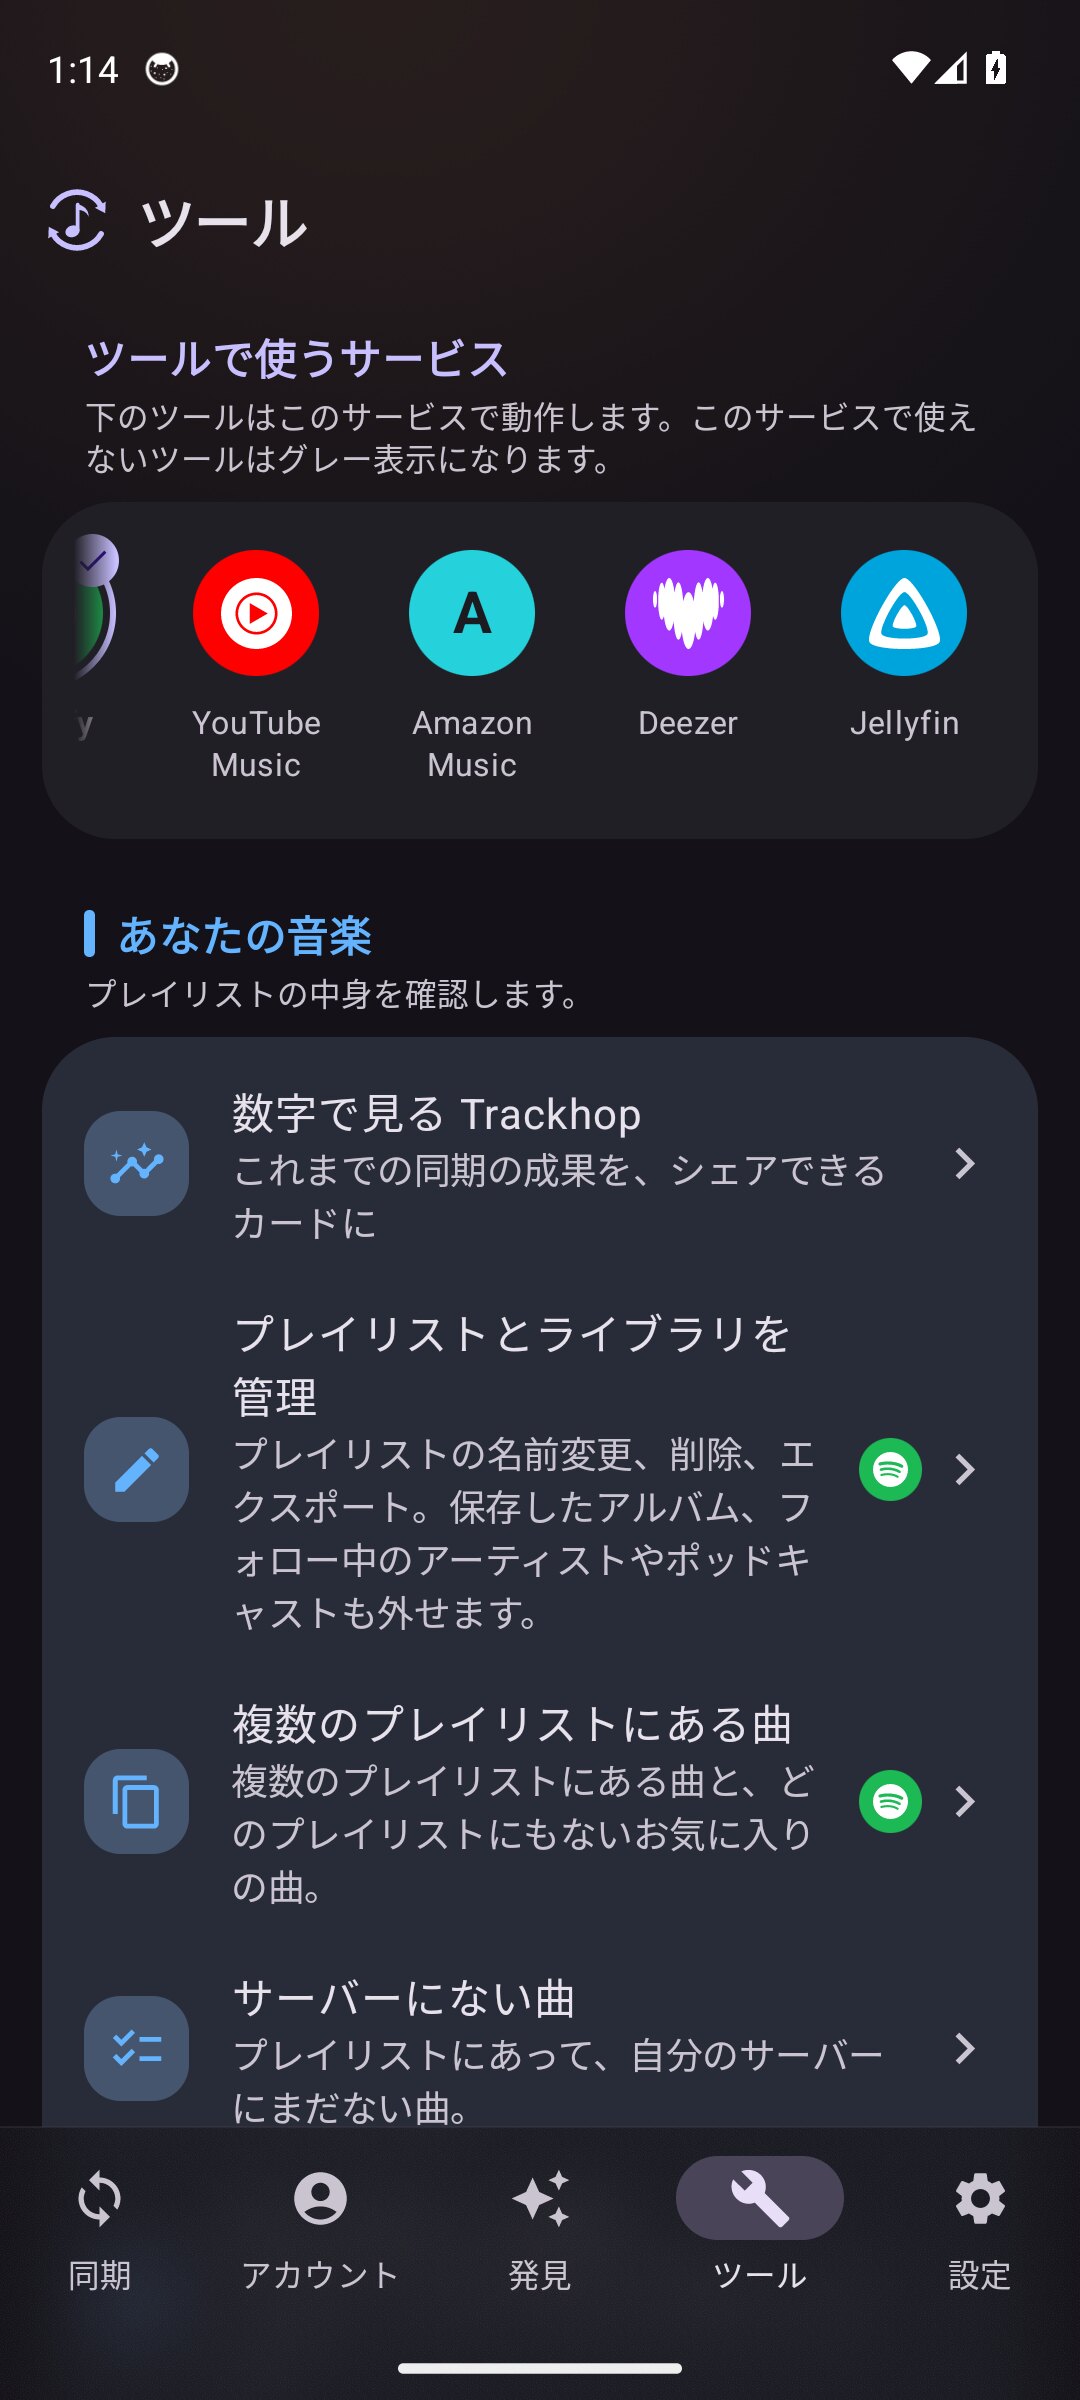 1:14
ツール
ツールで使うサービス
下のツールはこのサービスで動作します。このサービスで使え
ないツールはグレー表示になります。
y
YouTube
Music
A
Amazon
Music
Deezer
Jellyfin
あなたの音楽
プレイリストの中身を確認します。
数字で見る Trackhop
これまでの同期の成果を、シェアできる
カードに
プレイリストとライブラリを
管理
プレイリストの名前変更、削除、エ
クスポート。保存したアルバム、フ
ォロー中のアーティストやポッドキ
ャストも外せます。
複数のプレイリストにある曲
複数のプレイリストにある曲と、ど
のプレイリストにもないお気に入り
の曲。
サーバーにない曲
プレイリストにあって、自分のサーバー
にまだない曲。
同期
アカウント
発見
ツール
設定